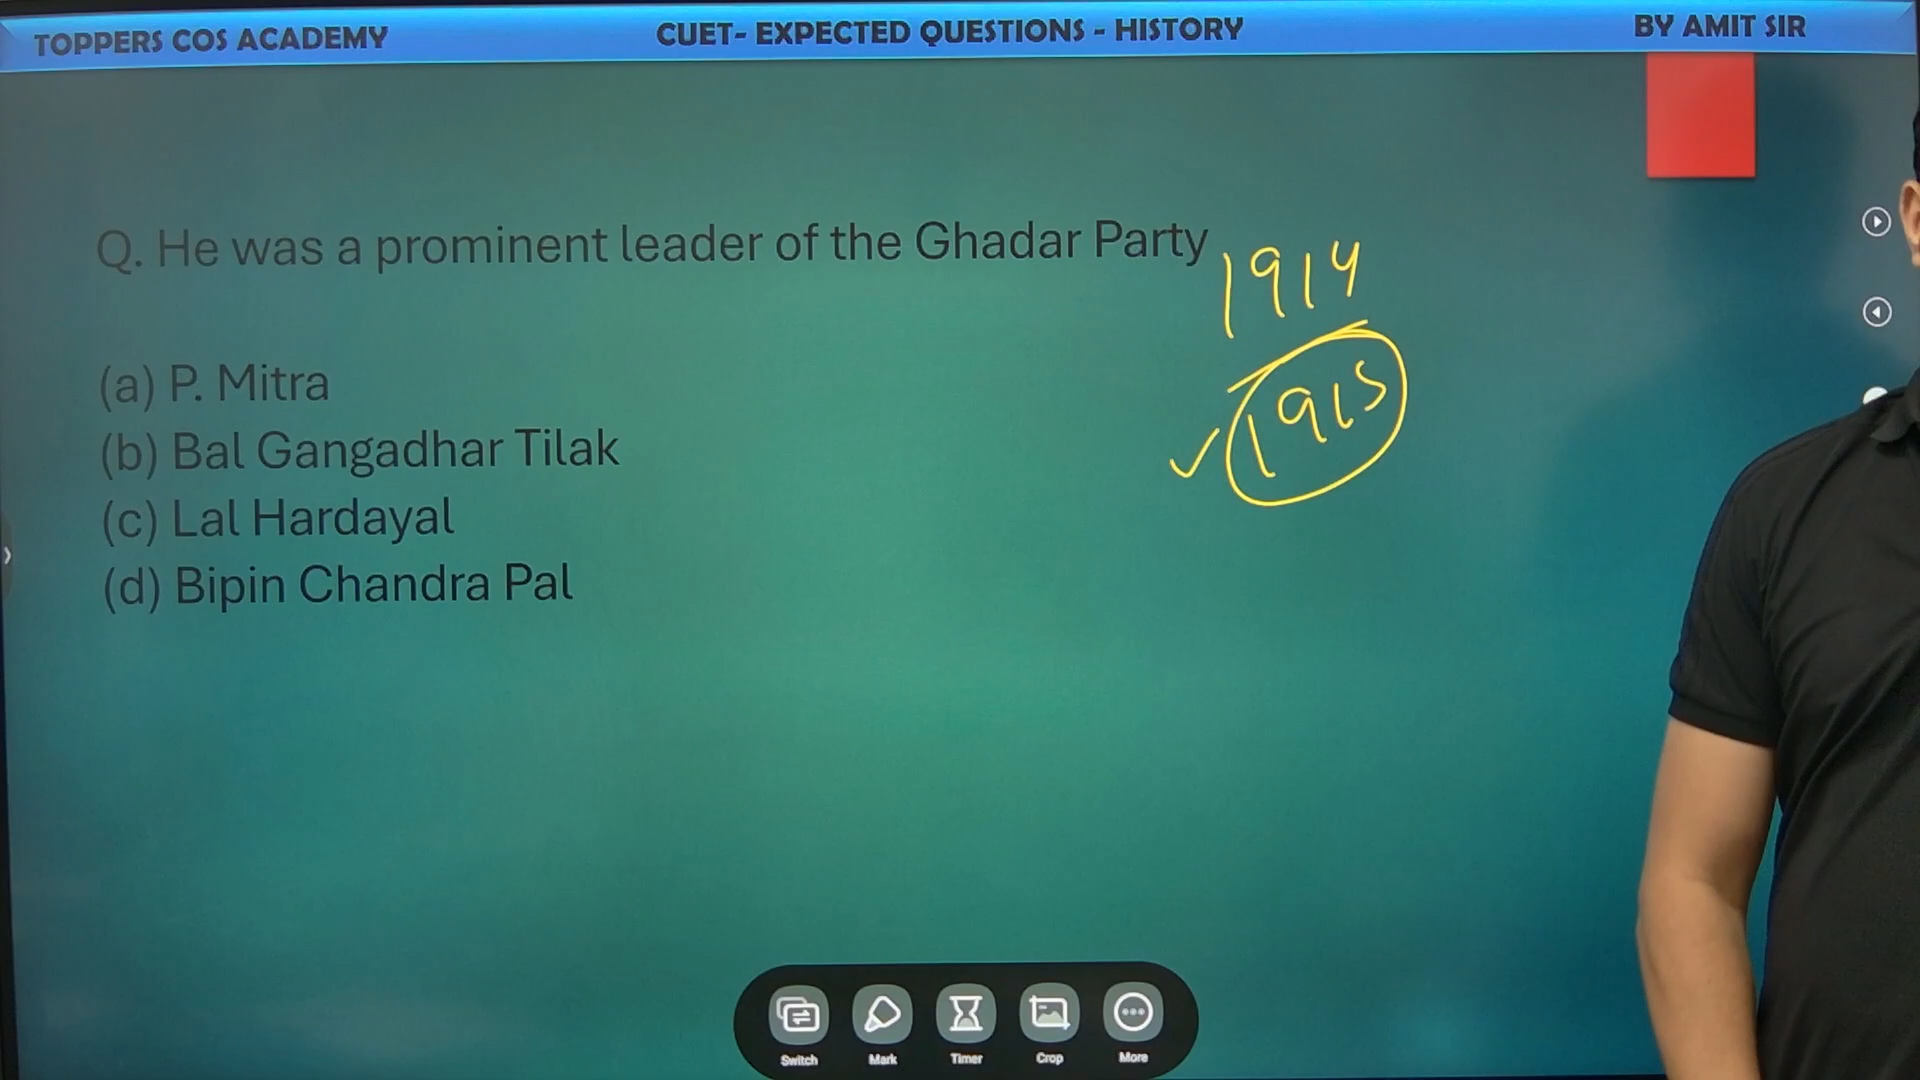 TOPPERS COS ACADEMY CUET- EXPECTED QUESTIONS - HISTORY BY AMIT SIR
Q. He was a prominent leader of the Ghadar Party
1914
1915
(a) P. Mitra
(b) Bal Gangadhar Tilak
(c) Lal Hardayal
(d) Bipin Chandra Pal
Switch Mark Timer Crop More